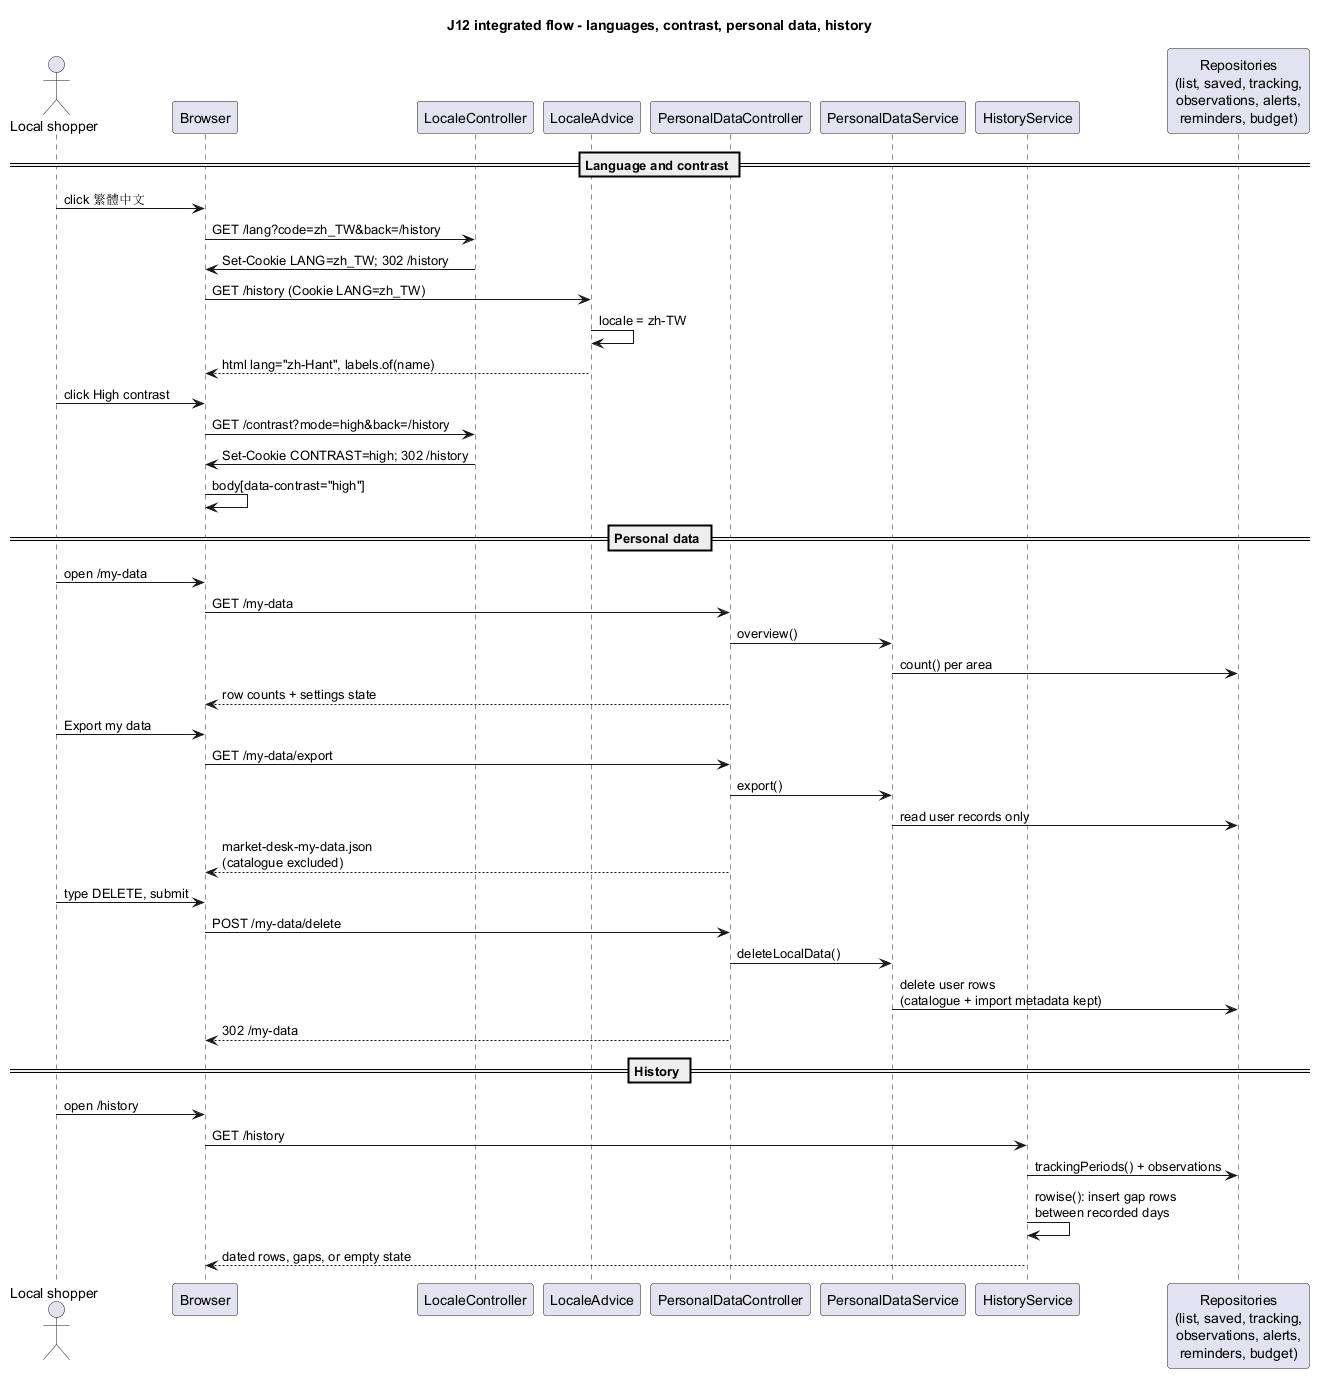 J12 integrated flow - languages, contrast, personal data, history
Local shopper
Browser
LocaleController
LocaleAdvice
PersonalDataController
PersonalDataService
HistoryService
Repositories
(list, saved, tracking,
observations, alerts,
reminders, budget)
Language and contrast
click 繁體中文
GET /lang?code=zh_TW&back=/history
Set-Cookie LANG=zh_TW; 302 /history
GET /history (Cookie LANG=zh_TW)
locale = zh-TW
html lang="zh-Hant", labels.of(name)
click High contrast
GET /contrast?mode=high&back=/history
Set-Cookie CONTRAST=high; 302 /history
body[data-contrast="high"]
Personal data
open /my-data
GET /my-data
overview()
count() per area
row counts + settings state
Export my data
GET /my-data/export
export()
read user records only
market-desk-my-data.json
(catalogue excluded)
type DELETE, submit
POST /my-data/delete
deleteLocalData()
delete user rows
(catalogue + import metadata kept)
302 /my-data
History
open /history
GET /history
trackingPeriods() + observations
rowise(): insert gap rows
between recorded days
dated rows, gaps, or empty state
Local shopper
Browser
LocaleController
LocaleAdvice
PersonalDataController
PersonalDataService
HistoryService
Repositories
(list, saved, tracking,
observations, alerts,
reminders, budget)